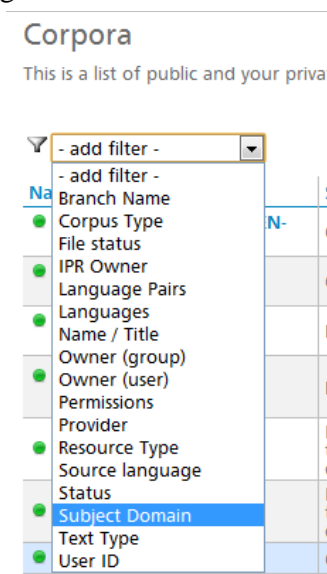 Corpora
This is a list of public and your priva
- add filter -
- add filter -
Branch Name
Corpus Type
File status
IPR Owner
Language Pairs
Languages
Name / Title
Owner (group)
Owner (user)
Permissions
Provider
Resource Type
Source language
Status
Subject Domain
Text Type
User ID
Na
N-